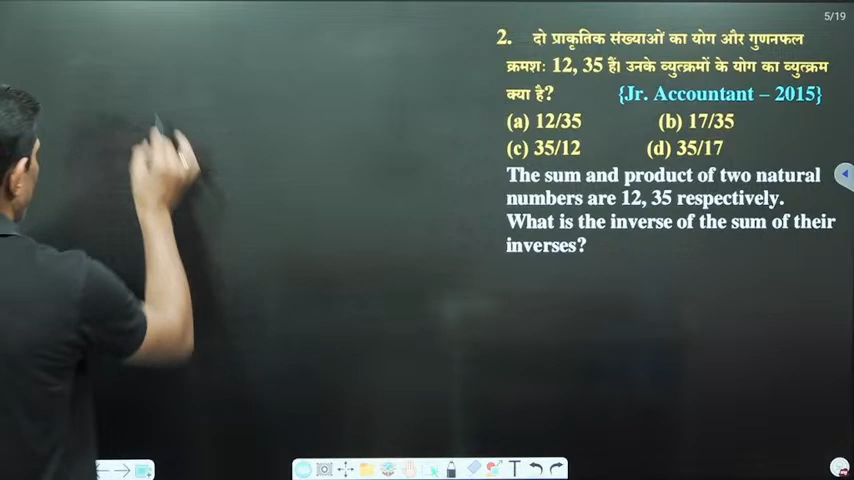 5/19
2. दो प्राकृतिक संख्याओं का योग और गुणनफल
क्रमशः 12, 35 हैं। उनके व्युत्क्रमों के योग का व्युत्क्रम
क्या है? {Jr. Accountant – 2015}
(a) 12/35 (b) 17/35
(c) 35/12 (d) 35/17
The sum and product of two natural
numbers are 12, 35 respectively.
What is the inverse of the sum of their
inverses?
T